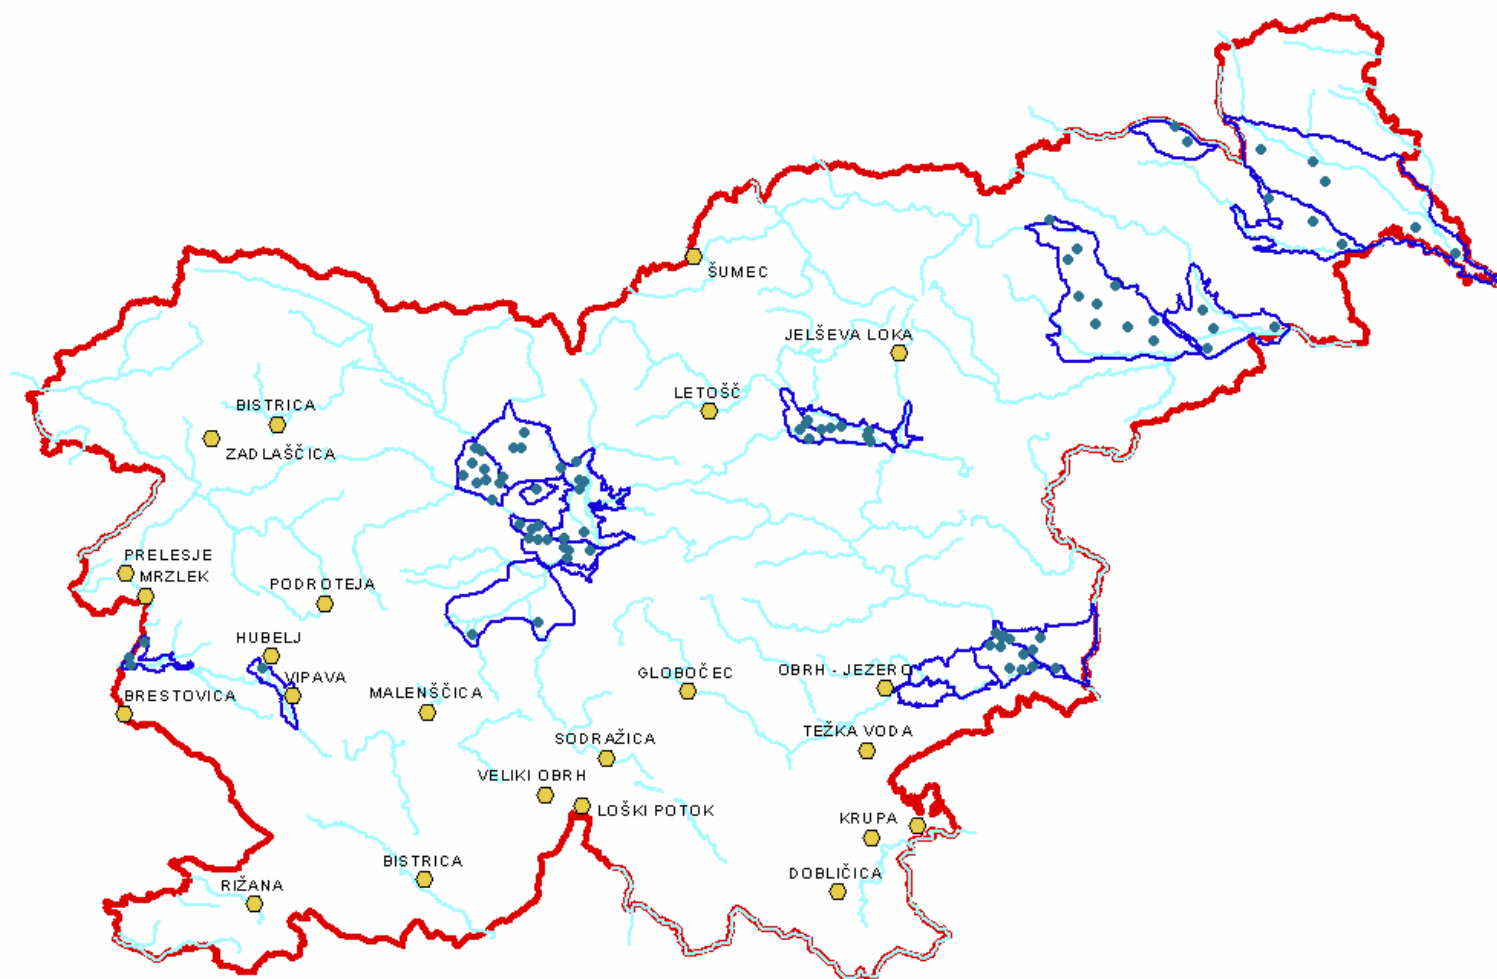 ŠUMEC
JELŠEVA LOKA
LETOŠČ
BISTRICA
ZADLAŠČICA
PRELESJE
MRZLEK
PODROTEJA
HUBELJ
VIPAVA
BRESTOVICA
MALENŠČICA
GLOBOČEC
OBRH - JEZERO
TEŽKA VODA
SODRAŽICA
VELIKI OBRH
LOŠKI POTOK
KRUPA
DOBLIČICA
BISTRICA
RIŽANA